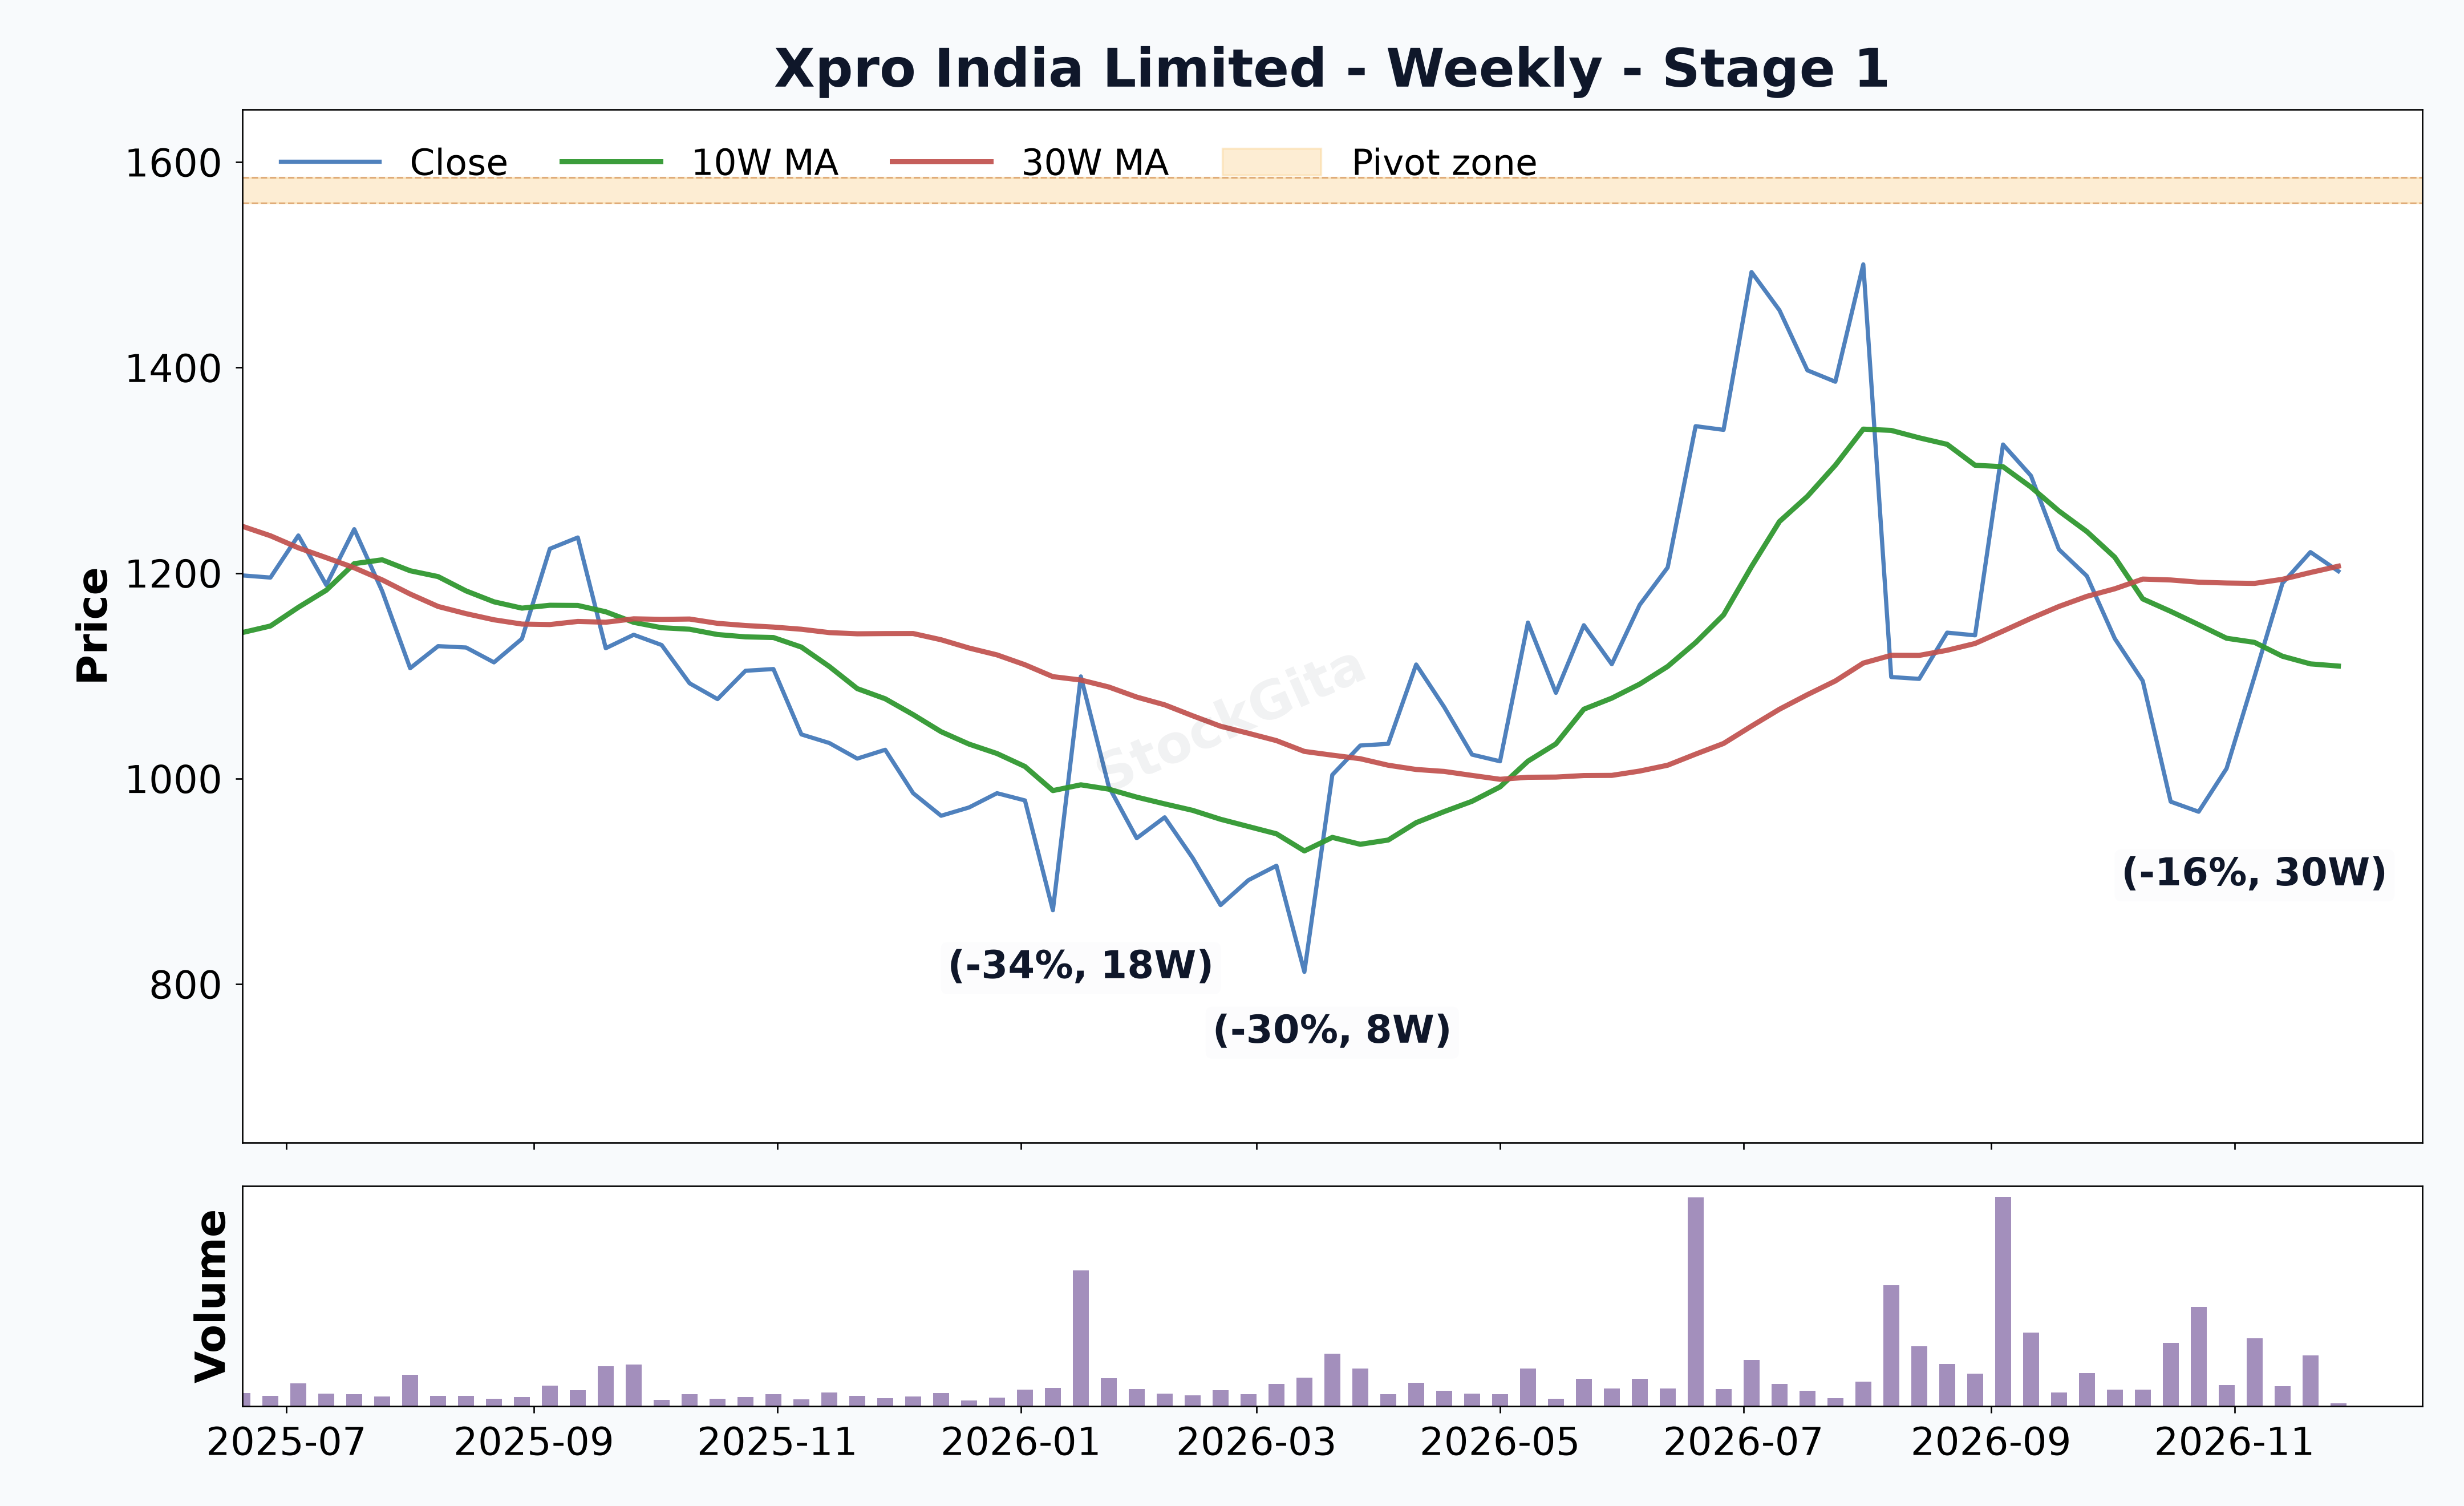 Xpro India Limited - Weekly - Stage 1
Close 10W MA 30W MA Pivot zone
1600
1400
1200
1000
800
Price
StockGita
(-34%, 18W)
(-30%, 8W)
(-16%, 30W)
Volume
2025-07 2025-09 2025-11 2026-01 2026-03 2026-05 2026-07 2026-09 2026-11